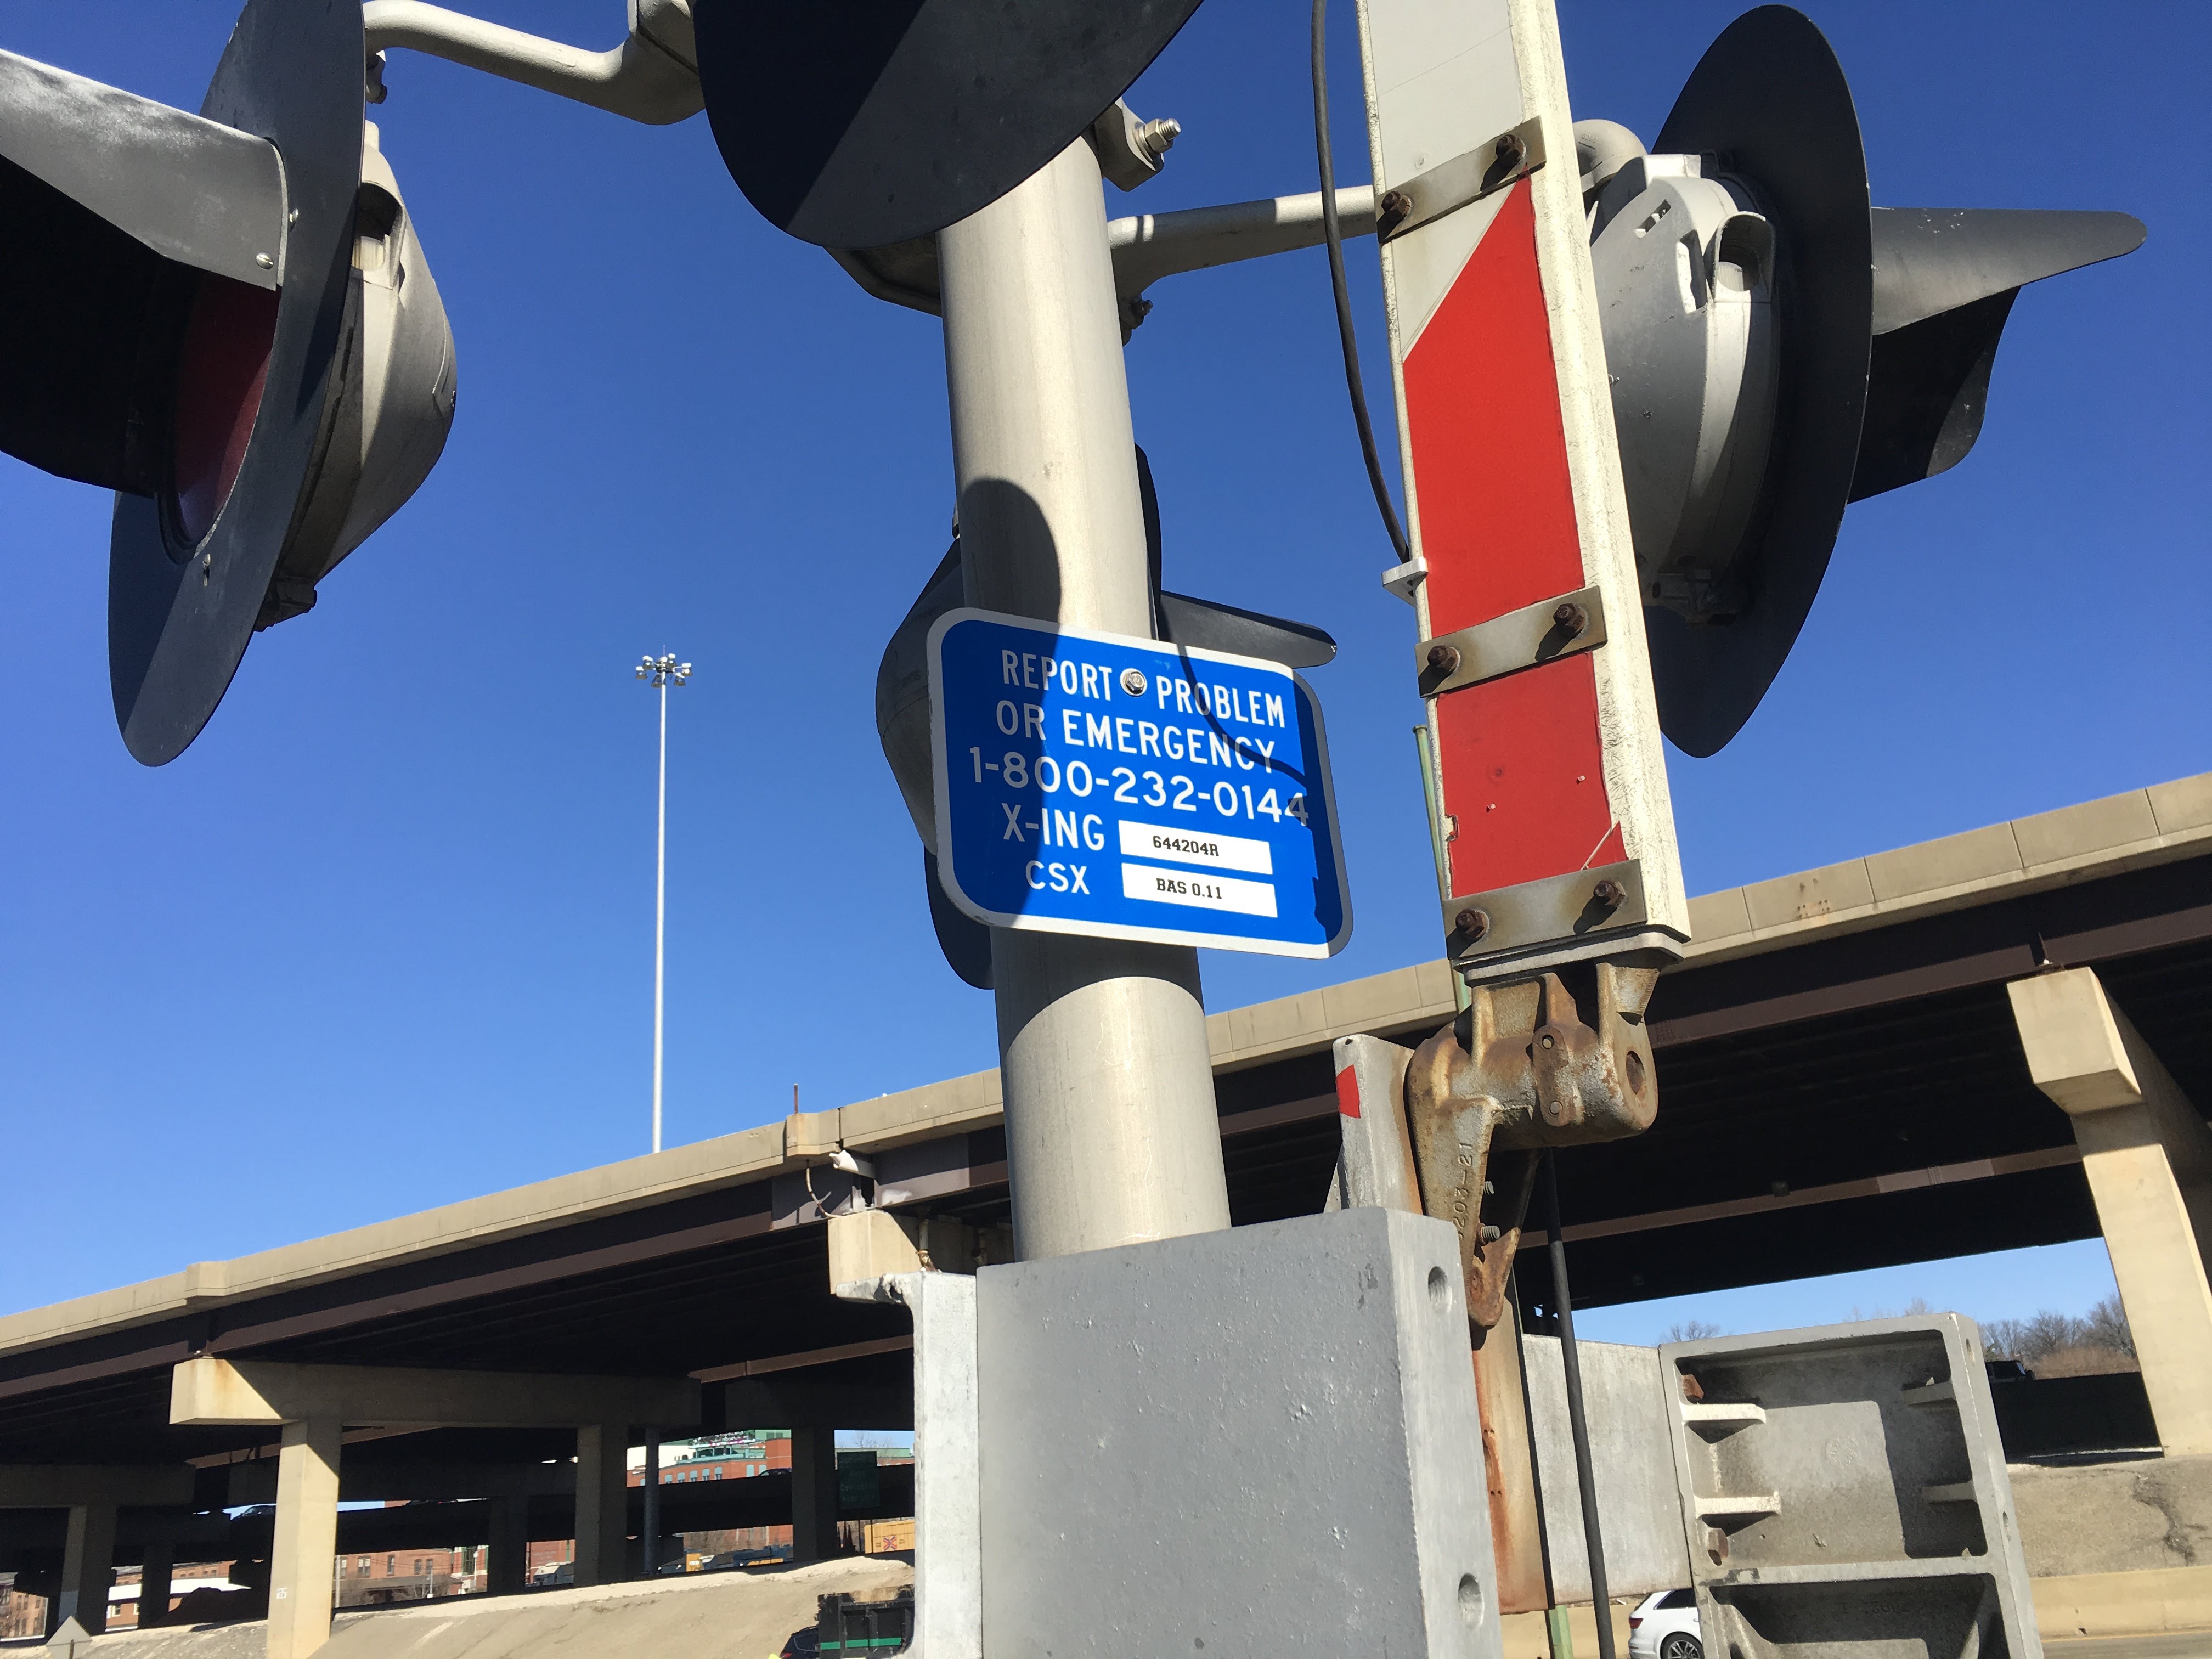 REPORT PROBLEM
OR EMERGENCY
1-800-232-0144
X-ING 644204R
CSX BAS 0.11